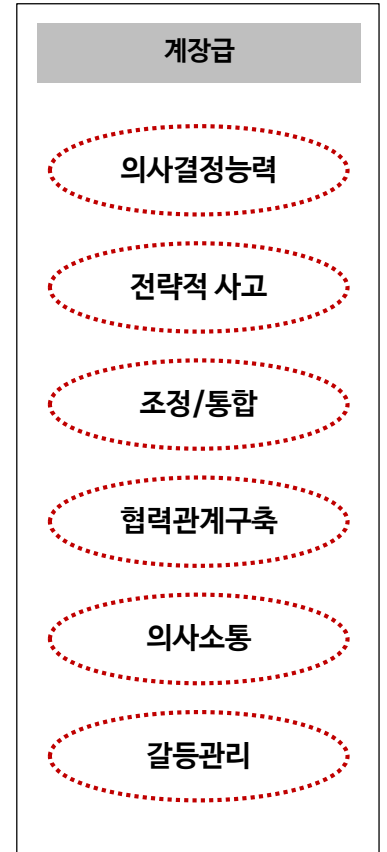 계장급
의사결정능력
전략적 사고
조정/통합
협력관계구축
의사소통
갈등관리